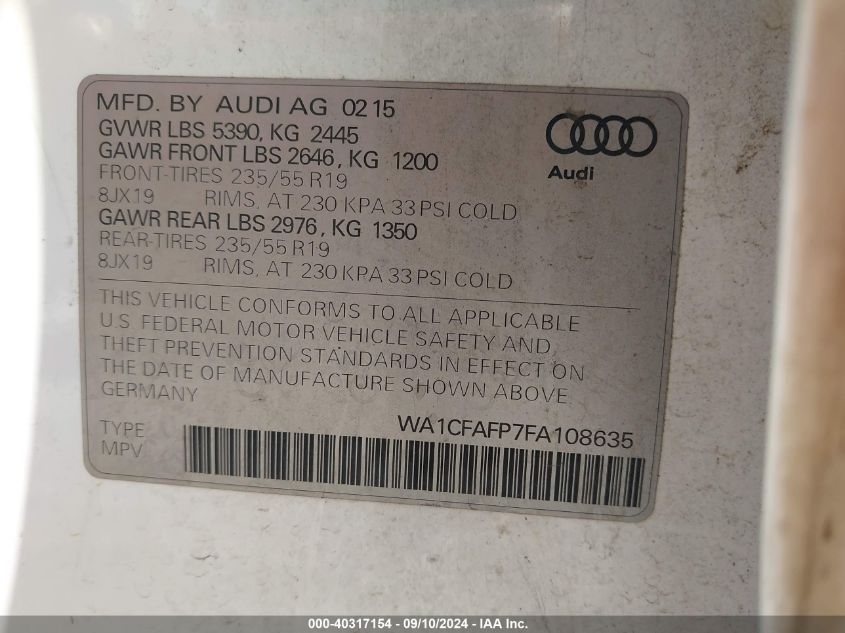 MFD. BY AUDI AG 02 15
GVWR LBS 5390, KG 2445
GAWR FRONT LBS 2646, KG 1200
FRONT-TIRES 235/55 R19
8JX19 RIMS, AT 230 KPA 33 PSI COLD
GAWR REAR LBS 2976, KG 1350
REAR-TIRES 235/55 R19
8JX19 RIMS, AT 230 KPA 33 PSI COLD
Audi
THIS VEHICLE CONFORMS TO ALL APPLICABLE
U.S. FEDERAL MOTOR VEHICLE SAFETY AND
THEFT PREVENTION STANDARDS IN EFFECT ON
THE DATE OF MANUFACTURE SHOWN ABOVE.
GERMANY
WA1CFAFP7FA108635
TYPE
MPV
000-40317154 - 09/10/2024 - IAA Inc.